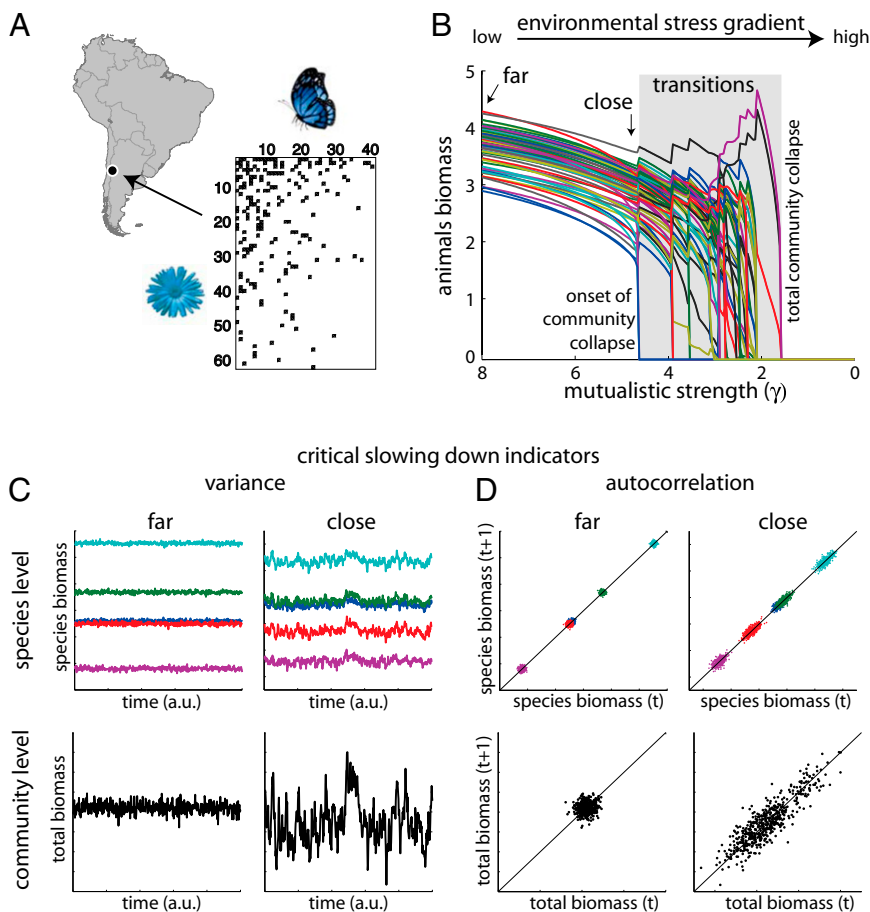 A
10 20 30 40
10
20
30
40
50
60
B
environmental stress gradient
low
high
5
4
3
2
1
0
far
close
transitions
onset of
community
collapse
total community collapse
animals biomass
8 6 4 2 0
mutualistic strength (γ)
critical slowing down indicators
C
variance
far
close
species level
species biomass
time (a.u.)
time (a.u.)
community level
total biomass
time (a.u.)
time (a.u.)
D
autocorrelation
far
close
species biomass (t+1)
species biomass (t)
species biomass (t)
total biomass (t+1)
total biomass (t)
total biomass (t)